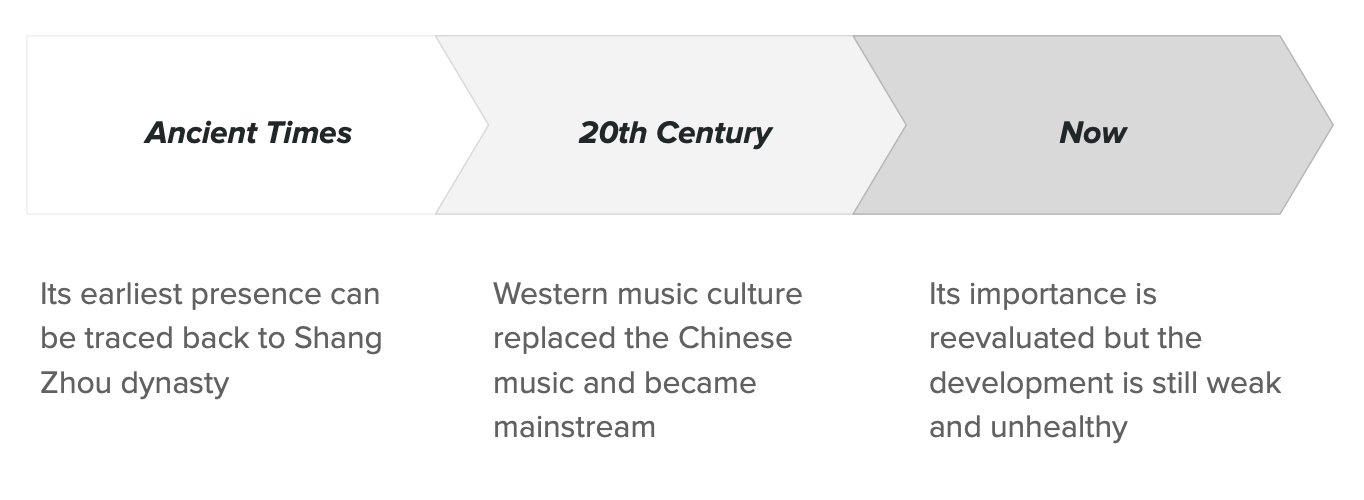 Ancient Times
20th Century
Now
Its earliest presence can
be traced back to Shang
Zhou dynasty
Western music culture
replaced the Chinese
music and became
mainstream
Its importance is
reevaluated but the
development is still weak
and unhealthy